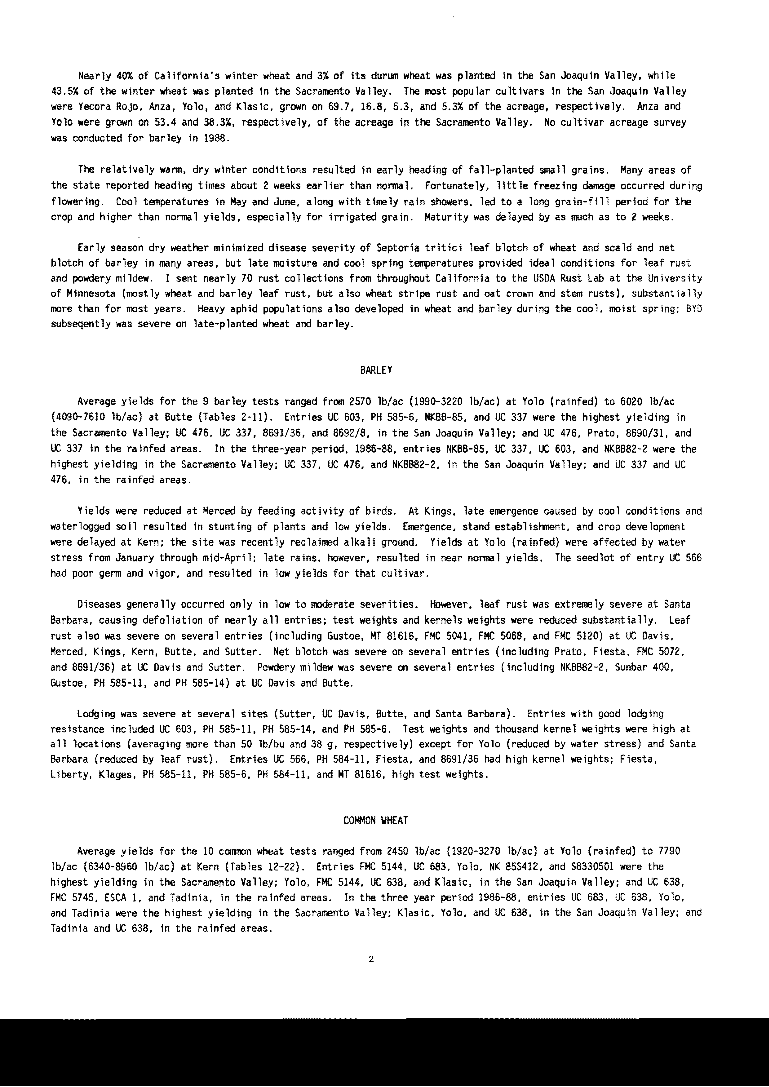 Nearly 40% of California's winter wheat and 3% of its durum wheat was planted in the San Joaquin Valley, while
43.5% of the winter wheat was planted in the Sacramento Valley. The most popular cultivars in the San Joaquin Valley
were Yecora Rojo, Anza, Yolo, and Klasic, grown on 69.7, 16.8, 5.3, and 5.3% of the acreage, respectively. Anza and
Yolo were grown on 53.4 and 38.3%, respectively, of the acreage in the Sacramento Valley. No cultivar acreage survey
was conducted for barley in 1988.
The relatively warm, dry winter conditions resulted in early heading of fall-planted small grains. Many areas of
the state reported heading times about 2 weeks earlier than normal. Fortunately, little freezing damage occurred during
flowering. Cool temperatures in May and June, along with timely rain showers, led to a long grain-fill period for the
crop and higher than normal yields, especially for irrigated grain. Maturity was delayed by as much as to 2 weeks.
Early season dry weather minimized disease severity of Septoria tritici leaf blotch of wheat and scald and net
blotch of barley in many areas, but late moisture and cool spring temperatures provided ideal conditions for leaf rust
and powdery mildew. I sent nearly 70 rust collections from throughout California to the USDA Rust Lab at the University
of Minnesota (mostly wheat and barley leaf rust, but also wheat stripe rust and oat crown and stem rusts), substantially
more than for most years. Heavy aphid populations also developed in wheat and barley during the cool, moist spring; BYD
subseqently was severe on late-planted wheat and barley.
BARLEY
Average yields for the 9 barley tests ranged from 2570 lb/ac (1990-3220 lb/ac) at Yolo (rainfed) to 6020 lb/ac
(4090-7610 lb/ac) at Butte (Tables 2-11). Entries UC 603, PH 585-6, NKBB-85, and UC 337 were the highest yielding in
the Sacramento Valley; UC 476, UC 337, 8691/36, and 8692/8, in the San Joaquin Valley; and UC 476, Prato, 8690/31, and
UC 337 in the rainfed areas. In the three-year period, 1986-88, entries NKBB-85, UC 337, UC 603, and NKBB82-2 were the
highest yielding in the Sacramento Valley; UC 337, UC 476, and NKBB82-2, in the San Joaquin Valley; and UC 337 and UC
476, in the rainfed areas.
Yields were reduced at Merced by feeding activity of birds. At Kings, late emergence caused by cool conditions and
waterlogged soil resulted in stunting of plants and low yields. Emergence, stand establishment, and crop development
were delayed at Kern; the site was recently reclaimed alkali ground. Yields at Yolo (rainfed) were affected by water
stress from January through mid-April; late rains, however, resulted in near normal yields. The seedlot of entry UC 566
had poor germ and vigor, and resulted in low yields for that cultivar.
Diseases generally occurred only in low to moderate severities. However, leaf rust was extremely severe at Santa
Barbara, causing defoliation of nearly all entries; test weights and kernels weights were reduced substantially. Leaf
rust also was severe on several entries (including Gustoe, MT 81616, FMC 5041, FMC 5068, and FMC 5120) at UC Davis,
Merced, Kings, Kern, Butte, and Sutter. Net blotch was severe on several entries (including Prato, Fiesta, FMC 5072,
and 8691/36) at UC Davis and Sutter. Powdery mildew was severe on several entries (including NKBB82-2, Sunbar 400,
Gustoe, PH 585-11, and PH 585-14) at UC Davis and Butte.
Lodging was severe at several sites (Sutter, UC Davis, Butte, and Santa Barbara). Entries with good lodging
resistance included UC 603, PH 585-11, PH 585-14, and PH 585-6. Test weights and thousand kernel weights were high at
all locations (averaging more than 50 lb/bu and 38 g, respectively) except for Yolo (reduced by water stress) and Santa
Barbara (reduced by leaf rust). Entries UC 566, PH 584-11, Fiesta, and 8691/36 had high kernel weights; Fiesta,
Liberty, Klages, PH 585-11, PH 585-6, PH 584-11, and MT 81616, high test weights.
COMMON WHEAT
Average yields for the 10 common wheat tests ranged from 2450 lb/ac (1920-3270 lb/ac) at Yolo (rainfed) to 7790
lb/ac (6340-8960 lb/ac) at Kern (Tables 12-22). Entries FMC 5144, UC 683, Yolo, NK 85S412, and S8330501 were the
highest yielding in the Sacramento Valley; Yolo, FMC 5144, UC 638, and Klasic, in the San Joaquin Valley; and UC 638,
FMC 5745, ESCA 1, and Tadinia, in the rainfed areas. In the three year period 1986-88, entries UC 683, UC 638, Yolo,
and Tadinia were the highest yielding in the Sacramento Valley; Klasic, Yolo, and UC 638, in the San Joaquin Valley; and
Tadinia and UC 638, in the rainfed areas.
2